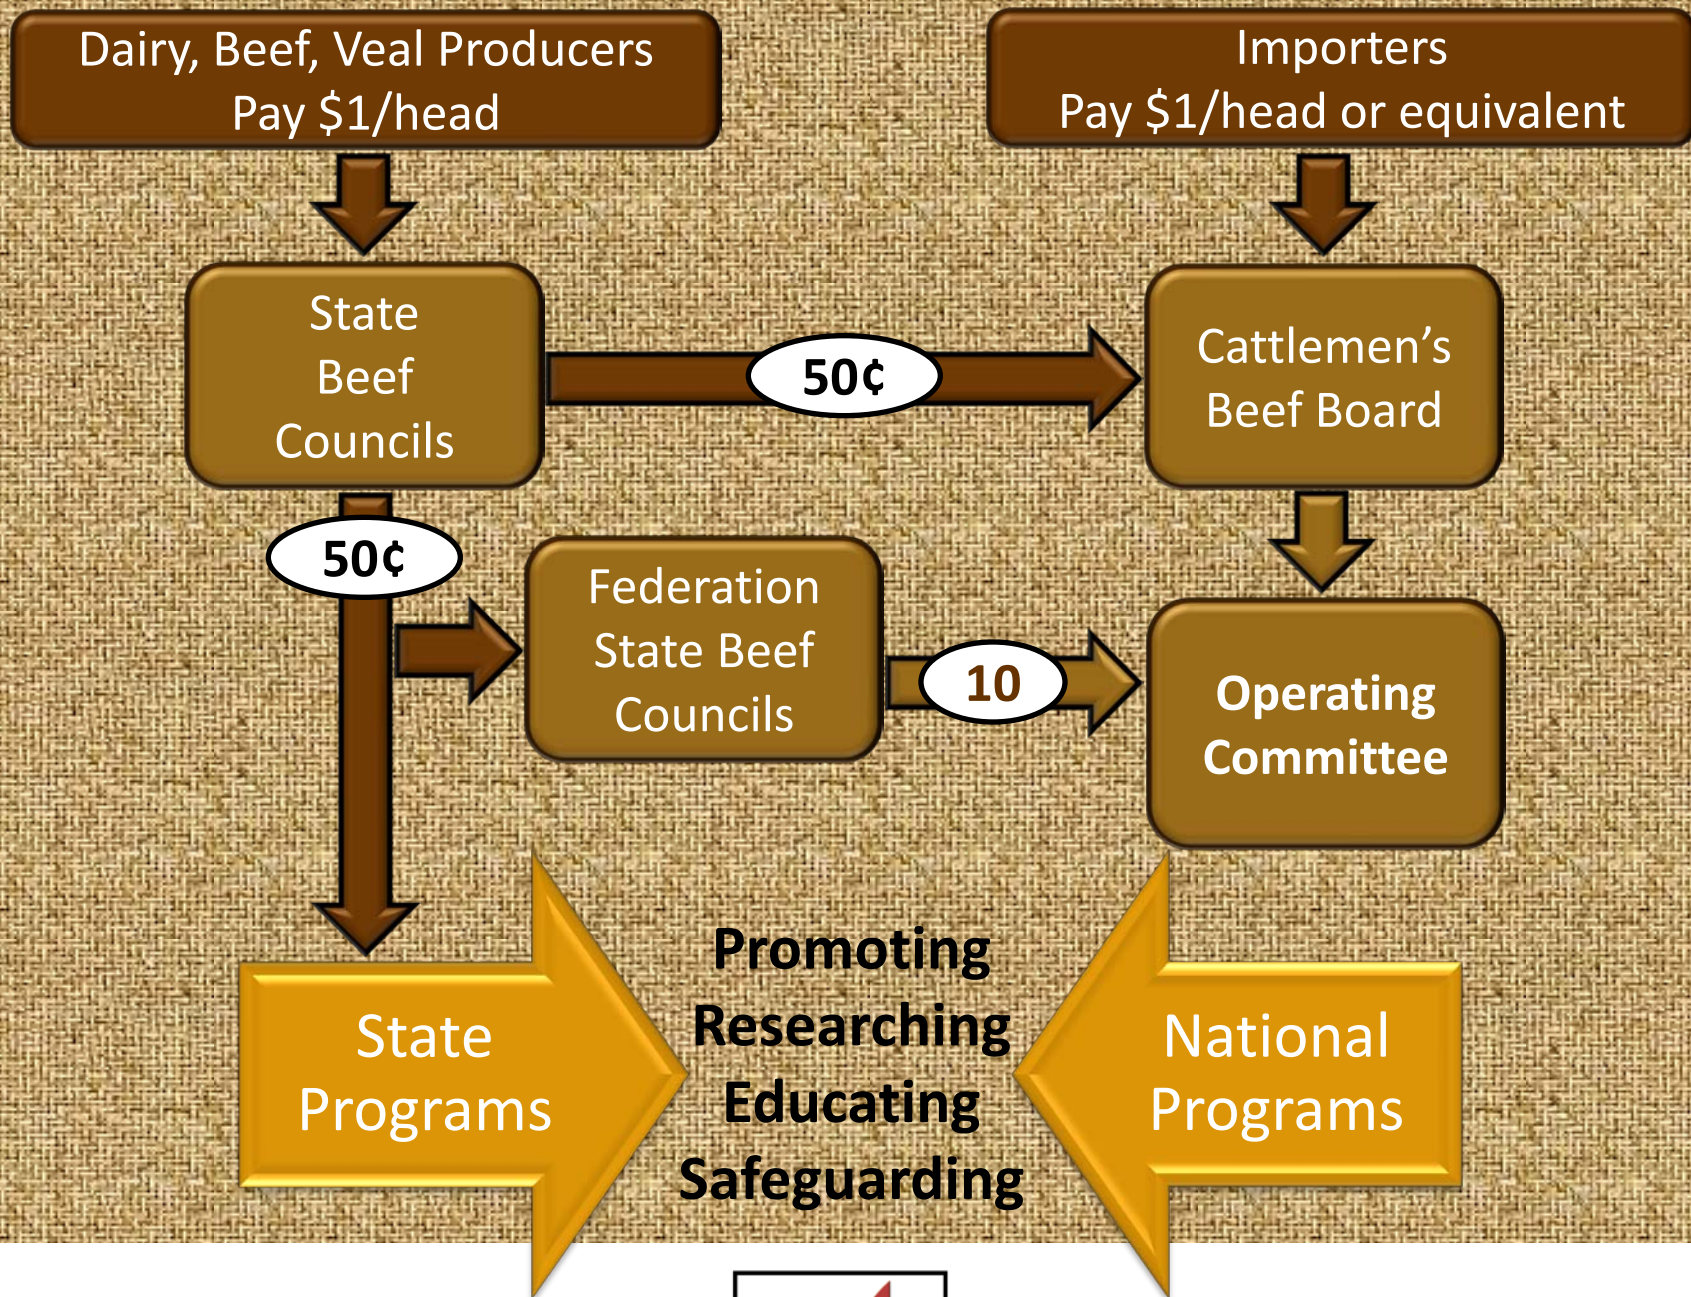 Dairy, Beef, Veal Producers
Pay $1/head
Importers
Pay $1/head or equivalent
State
Beef
Councils
50¢
Cattlemen’s
Beef Board
50¢
Federation
State Beef
Councils
10
Operating
Committee
State
Programs
Promoting
Researching
Educating
Safeguarding
National
Programs